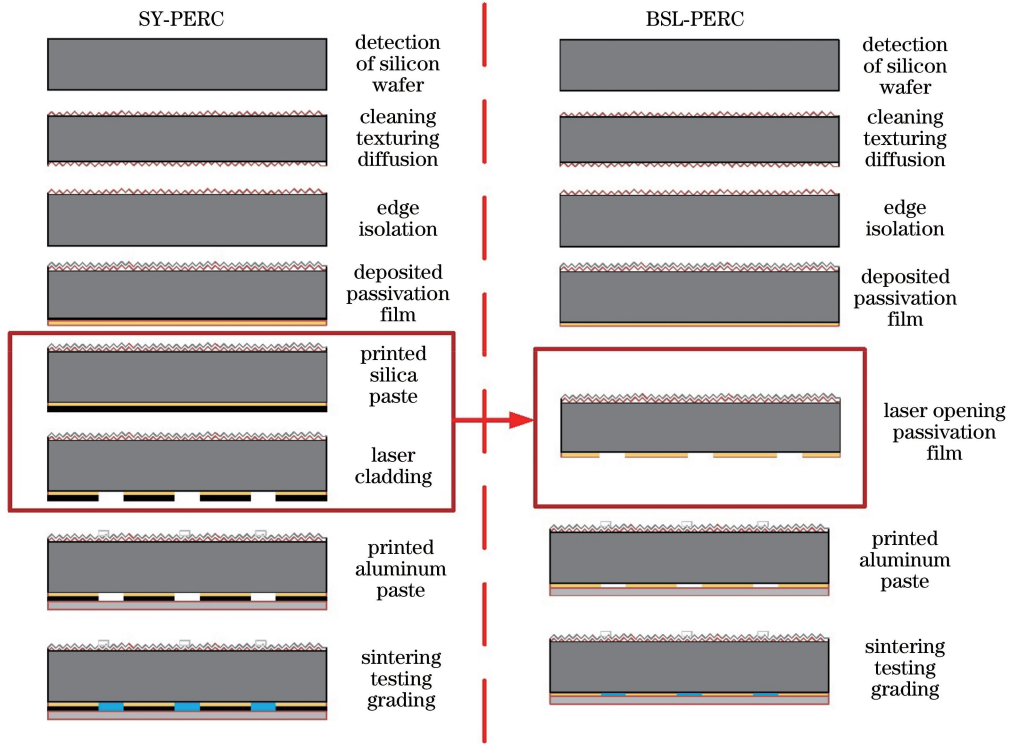 SY-PERC
detection
of silicon
wafer
cleaning
texturing
diffusion
edge
isolation
deposited
passivation
film
printed
silica
paste
laser
cladding
printed
aluminum
paste
sintering
testing
grading
BSL-PERC
detection
of silicon
wafer
cleaning
texturing
diffusion
edge
isolation
deposited
passivation
film
laser opening
passivation
film
printed
aluminum
paste
sintering
testing
grading